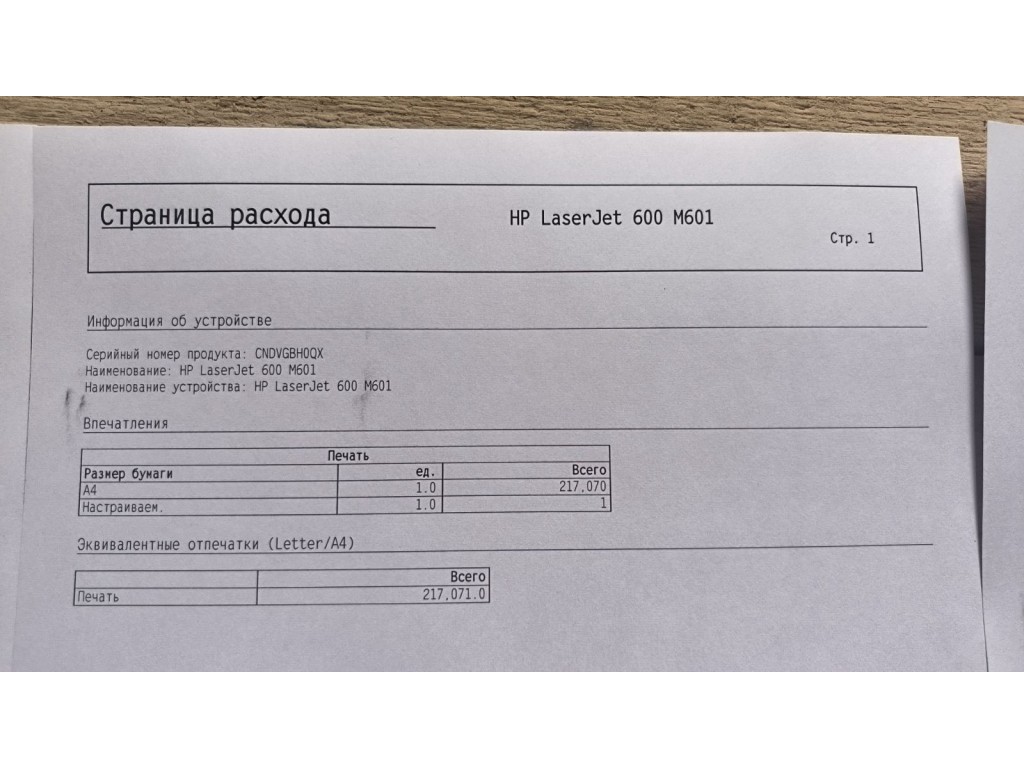 Страница расхода HP LaserJet 600 M601
Стр. 1
Информация об устройстве
Серийный номер продукта: CNDVGBH0QX
Наименование: HP LaserJet 600 M601
Наименование устройства: HP LaserJet 600 M601
Впечатления
Печать
Размер бумаги ед. Всего
A4 1.0 217,070
Настраиваем. 1.0 1
Эквивалентные отпечатки (Letter/A4)
Всего
Печать 217,071.0